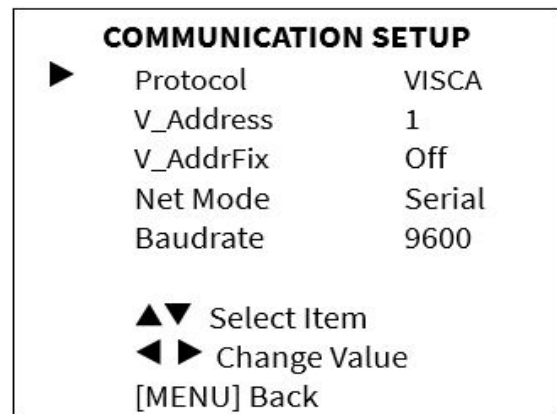 COMMUNICATION SETUP
▶ Protocol VISCA
V_Address 1
V_AddrFix Off
Net Mode Serial
Baudrate 9600
▲▼ Select Item
◀ ▶ Change Value
[MENU] Back